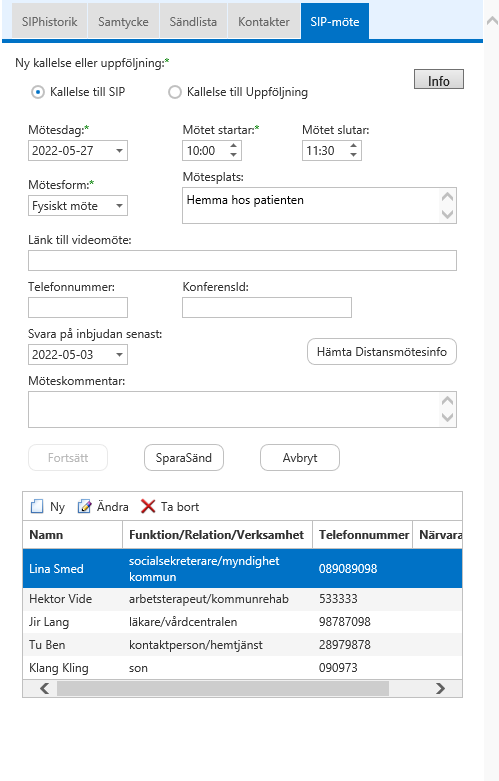 SIPhistorik Samtycke Sändlista Kontakter SIP-möte
Ny kallelse eller uppföljning:*
Info
Kallelse till SIP Kallelse till Uppföljning
Mötesdag:* Mötet startar:* Mötet slutar:
2022-05-27 10:00 11:30
Mötesform:* Mötesplats:
Fysiskt möte Hemma hos patienten
Länk till videomöte:
Telefonnummer: KonferensId:
Svara på inbjudan senast:
2022-05-03 Hämta Distansmötesinfo
Möteskommentar:
Fortsätt SparaSänd Avbryt
Ny Ändra Ta bort
Namn Funktion/Relation/Verksamhet Telefonnummer Närvara
Lina Smed socialsekreterare/myndighet kommun 089089098
Hektor Vide arbetsterapeut/kommunrehab 533333
Jir Lang läkare/vårdcentralen 98787098
Tu Ben kontaktperson/hemtjänst 28979878
Klang Kling son 090973